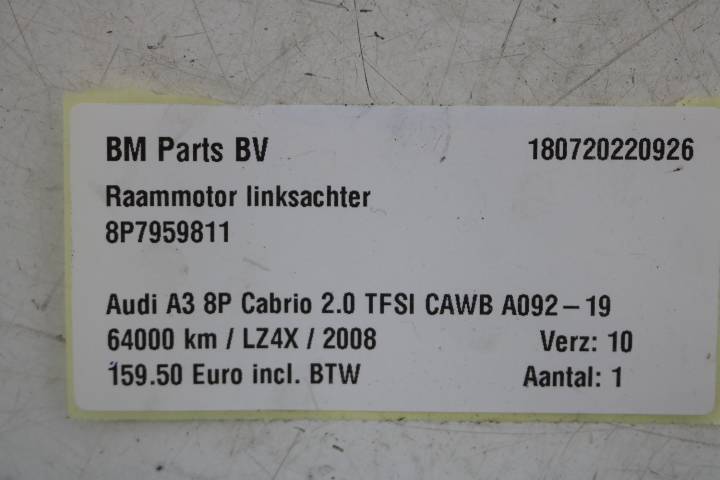 BM Parts BV 180720220926
Raammotor linksachter
8P7959811
Audi A3 8P Cabrio 2.0 TFSI CAWB A092-19
64000 km / LZ4X / 2008 Verz: 10
159.50 Euro incl. BTW Aantal: 1